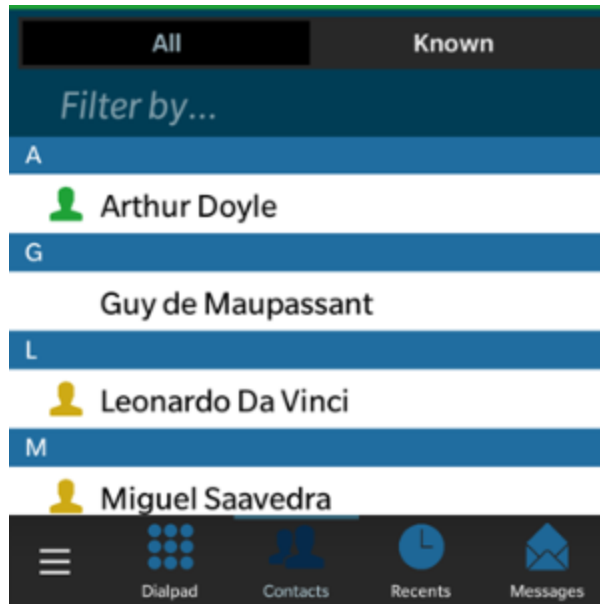 All Known
Filter by...
A
Arthur Doyle
G
Guy de Maupassant
L
Leonardo Da Vinci
M
Miguel Saavedra
Dialpad Contacts Recents Messages